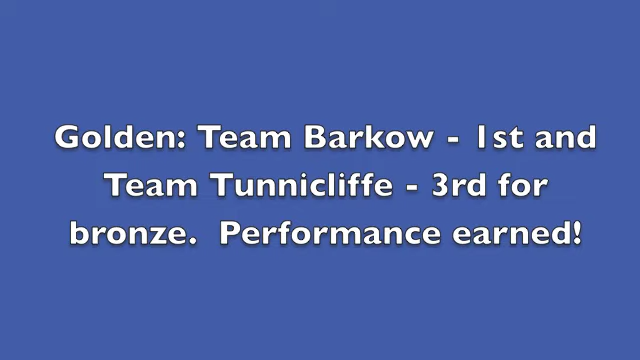 Golden: Team Barkow - 1st and
Team Tunnicliffe - 3rd for
bronze.  Performance earned!